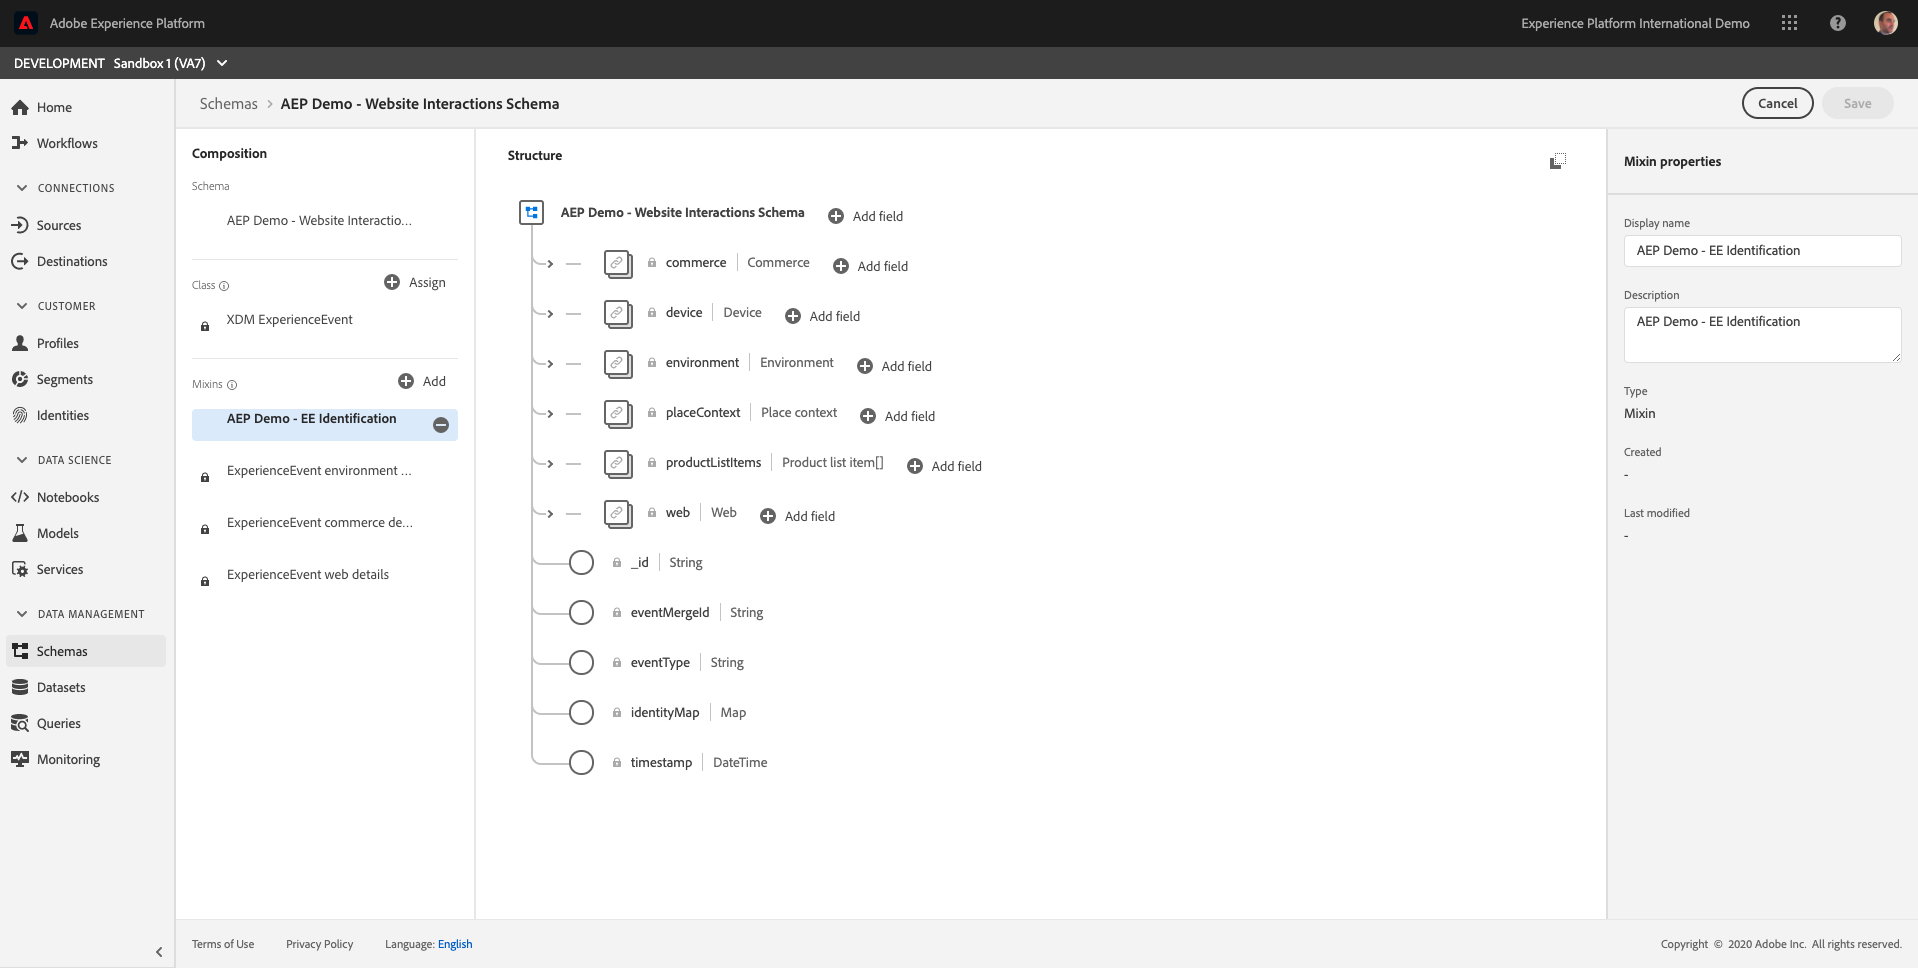 Adobe Experience Platform
Experience Platform International Demo
DEVELOPMENT Sandbox 1 (VA7)
Home
Workflows
CONNECTIONS
Sources
Destinations
CUSTOMER
Profiles
Segments
Identities
DATA SCIENCE
Notebooks
Models
Services
DATA MANAGEMENT
Schemas
Datasets
Queries
Monitoring
Schemas > AEP Demo - Website Interactions Schema
Cancel
Save
Composition
Schema
AEP Demo - Website Interactio...
Class
Assign
XDM ExperienceEvent
Mixins
Add
AEP Demo - EE Identification
ExperienceEvent environment ...
ExperienceEvent commerce de...
ExperienceEvent web details
Structure
AEP Demo - Website Interactions Schema Add field
commerce Commerce Add field
device Device Add field
environment Environment Add field
placeContext Place context Add field
productListItems Product list item[] Add field
web Web Add field
_id String
eventMergeId String
eventType String
identityMap Map
timestamp DateTime
Mixin properties
Display name
AEP Demo - EE Identification
Description
AEP Demo - EE Identification
Type
Mixin
Created
-
Last modified
-
Terms of Use Privacy Policy Language: English
Copyright © 2020 Adobe Inc. All rights reserved.